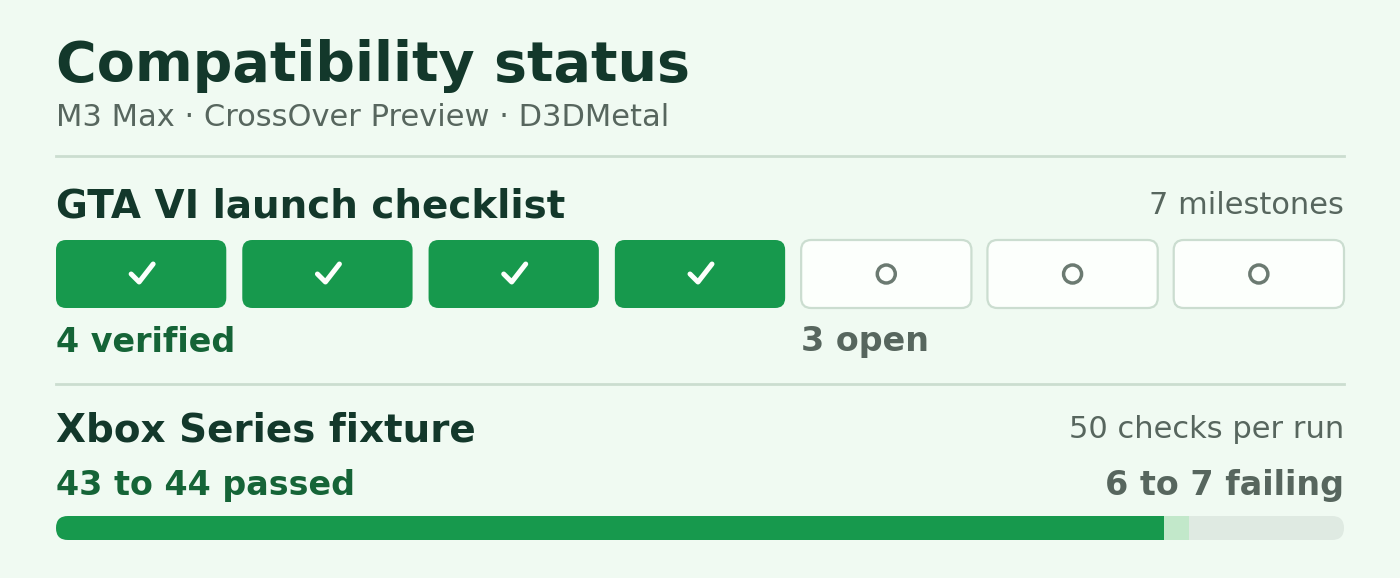 Compatibility status
M3 Max · CrossOver Preview · D3DMetal
GTA VI launch checklist
7 milestones
4 verified
3 open
Xbox Series fixture
50 checks per run
43 to 44 passed
6 to 7 failing